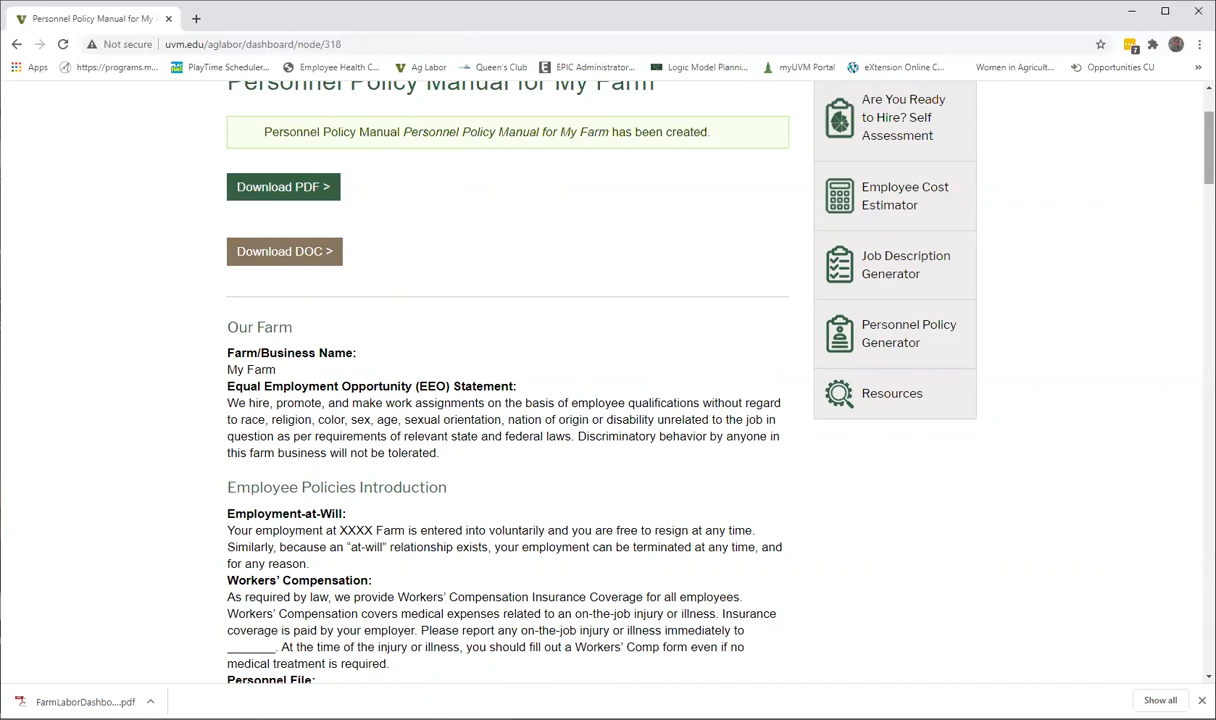 Personnel Policy Manual for My
Not secure
uvm.edu/aglabor/dashboard/node/318
7
Apps
https://programs.m...
PlayTime Scheduler...
Employee Health C...
Ag Labor
Queen's Club
EPIC Administrator...
Logic Model Planni...
myUVM Portal
eXtension Online C...
Women in Agricult...
Opportunities CU
»
Personnel Policy Manual for My Farm
Personnel Policy Manual Personnel Policy Manual for My Farm has been created.
Download PDF >
Download DOC >
Our Farm
Farm/Business Name:
My Farm
Equal Employment Opportunity (EEO) Statement:
We hire, promote, and make work assignments on the basis of employee qualifications without regard
to race, religion, color, sex, age, sexual orientation, nation of origin or disability unrelated to the job in
question as per requirements of relevant state and federal laws. Discriminatory behavior by anyone in
this farm business will not be tolerated.
Employee Policies Introduction
Employment-at-Will:
Your employment at XXXX Farm is entered into voluntarily and you are free to resign at any time.
Similarly, because an "at-will" relationship exists, your employment can be terminated at any time, and
for any reason.
Workers' Compensation:
As required by law, we provide Workers' Compensation Insurance Coverage for all employees.
Workers' Compensation covers medical expenses related to an on-the-job injury or illness. Insurance
coverage is paid by your employer. Please report any on-the-job injury or illness immediately to
_______. At the time of the injury or illness, you should fill out a Workers' Comp form even if no
medical treatment is required.
Personnel File:
Are You Ready
to Hire? Self
Assessment
Employee Cost
Estimator
Job Description
Generator
Personnel Policy
Generator
Resources
FarmLaborDashbo....pdf
Show all